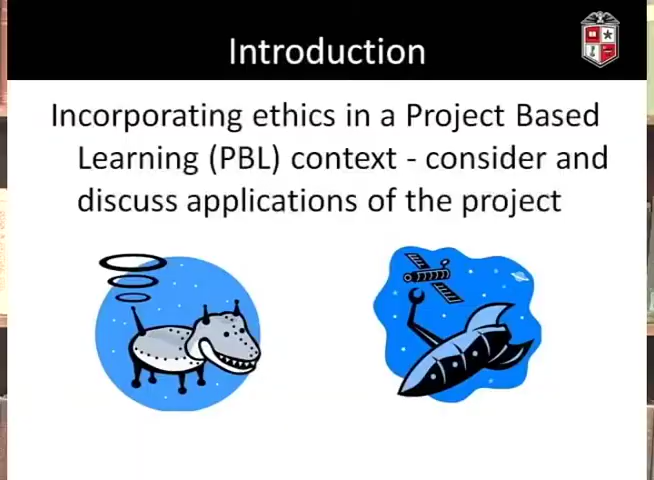 Introduction
Incorporating ethics in a Project Based
Learning (PBL) context - consider and
discuss applications of the project